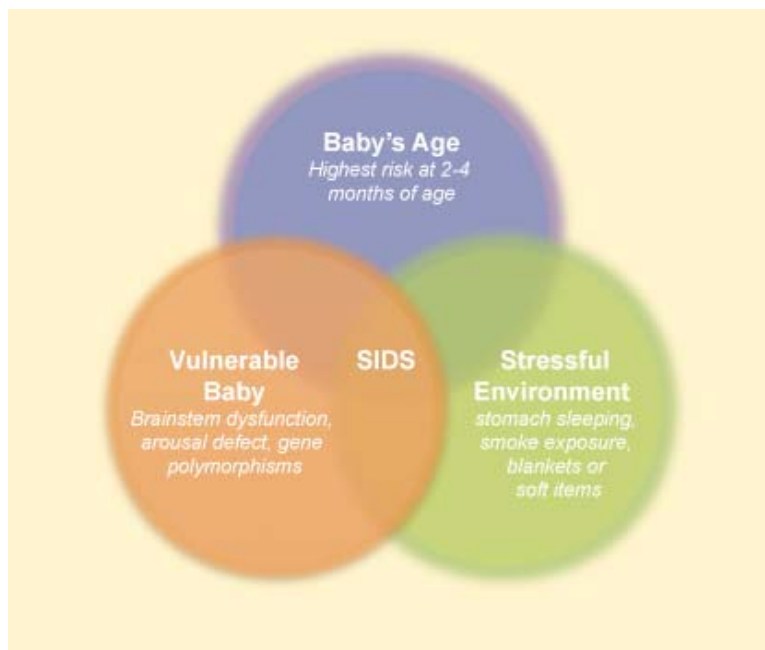 Baby's Age
Highest risk at 2-4
months of age
Vulnerable
Baby
Brainstem dysfunction,
arousal defect, gene
polymorphisms
SIDS
Stressful
Environment
stomach sleeping,
smoke exposure,
blankets or
soft items